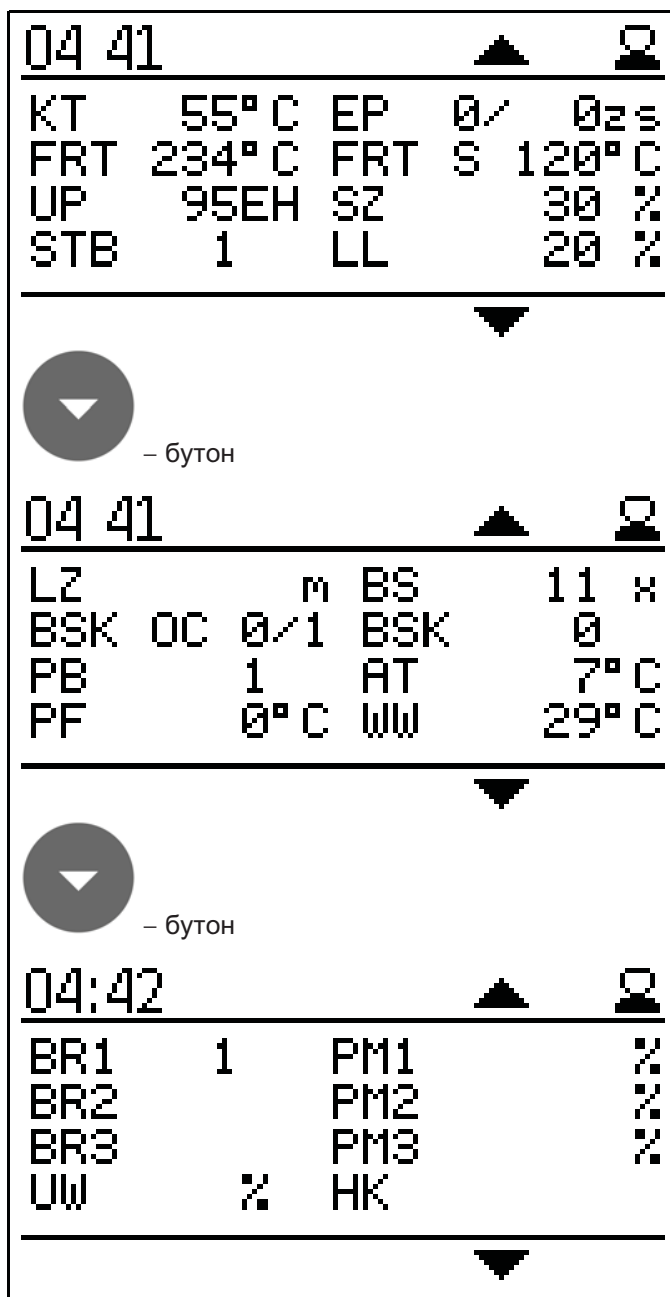 04 41
KT 55°C EP 0/ 0zs
FRT 234°C FRT S 120°C
UP 95EH SZ 30 %
STB 1 LL 20 %
– бутон
04 41
LZ m BS 11 x
BSK OC 0/1 BSK 0
PB 1 AT 7°C
PF 0°C WW 29°C
– бутон
04:42
BR1 1 PM1 %
BR2 PM2 %
BR3 PM3 %
UW % HK